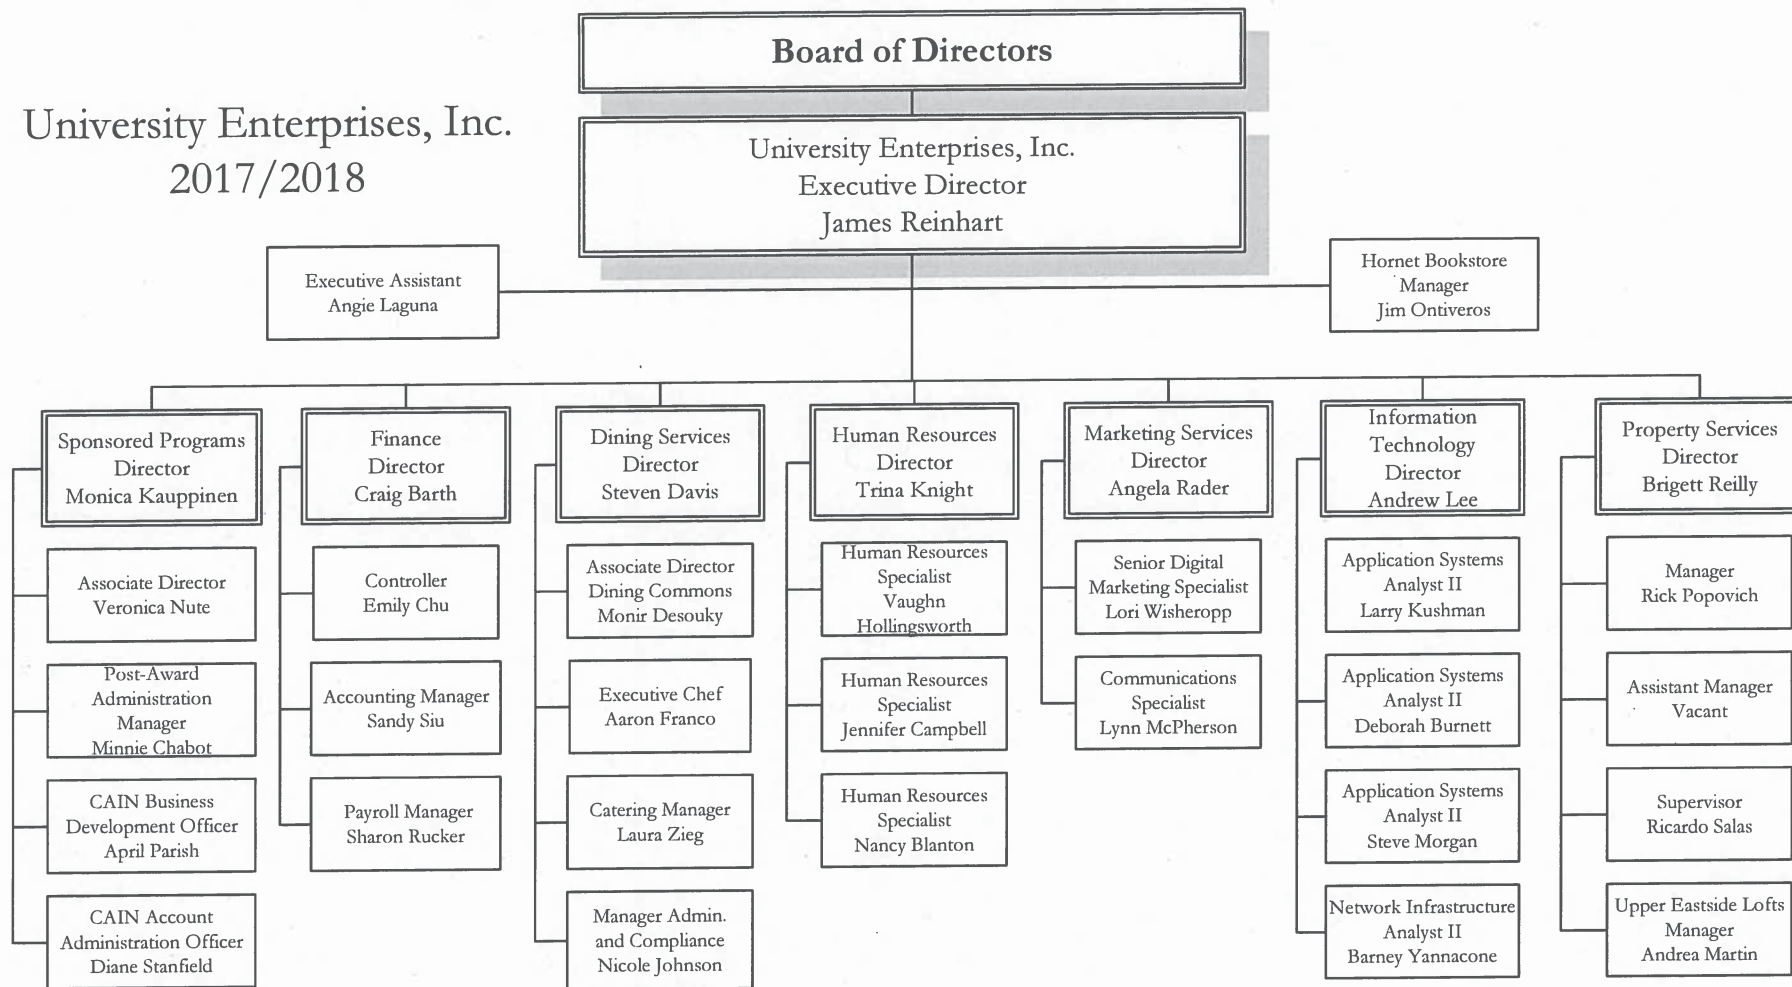 Board of Directors
University Enterprises, Inc.
2017/2018
University Enterprises, Inc.
Executive Director
James Reinhart
Executive Assistant
Angie Laguna
Hornet Bookstore
Manager
Jim Ontiveros
Sponsored Programs
Director
Monica Kauppinen
Associate Director
Veronica Nute
Post-Award
Administration
Manager
Minnie Chabot
CAIN Business
Development Officer
April Parish
CAIN Account
Administration Officer
Diane Stanfield
Finance
Director
Craig Barth
Controller
Emily Chu
Accounting Manager
Sandy Siu
Payroll Manager
Sharon Rucker
Dining Services
Director
Steven Davis
Associate Director
Dining Commons
Monir Desouky
Executive Chef
Aaron Franco
Catering Manager
Laura Zieg
Manager Admin.
and Compliance
Nicole Johnson
Human Resources
Director
Trina Knight
Human Resources
Specialist
Vaughn
Hollingsworth
Human Resources
Specialist
Jennifer Campbell
Human Resources
Specialist
Nancy Blanton
Marketing Services
Director
Angela Rader
Senior Digital
Marketing Specialist
Lori Wisheropp
Communications
Specialist
Lynn McPherson
Information
Technology
Director
Andrew Lee
Application Systems
Analyst II
Larry Kushman
Application Systems
Analyst II
Deborah Burnett
Application Systems
Analyst II
Steve Morgan
Network Infrastructure
Analyst II
Barney Yannacone
Property Services
Director
Brigett Reilly
Manager
Rick Popovich
Assistant Manager
Vacant
Supervisor
Ricardo Salas
Upper Eastside Lofts
Manager
Andrea Martin